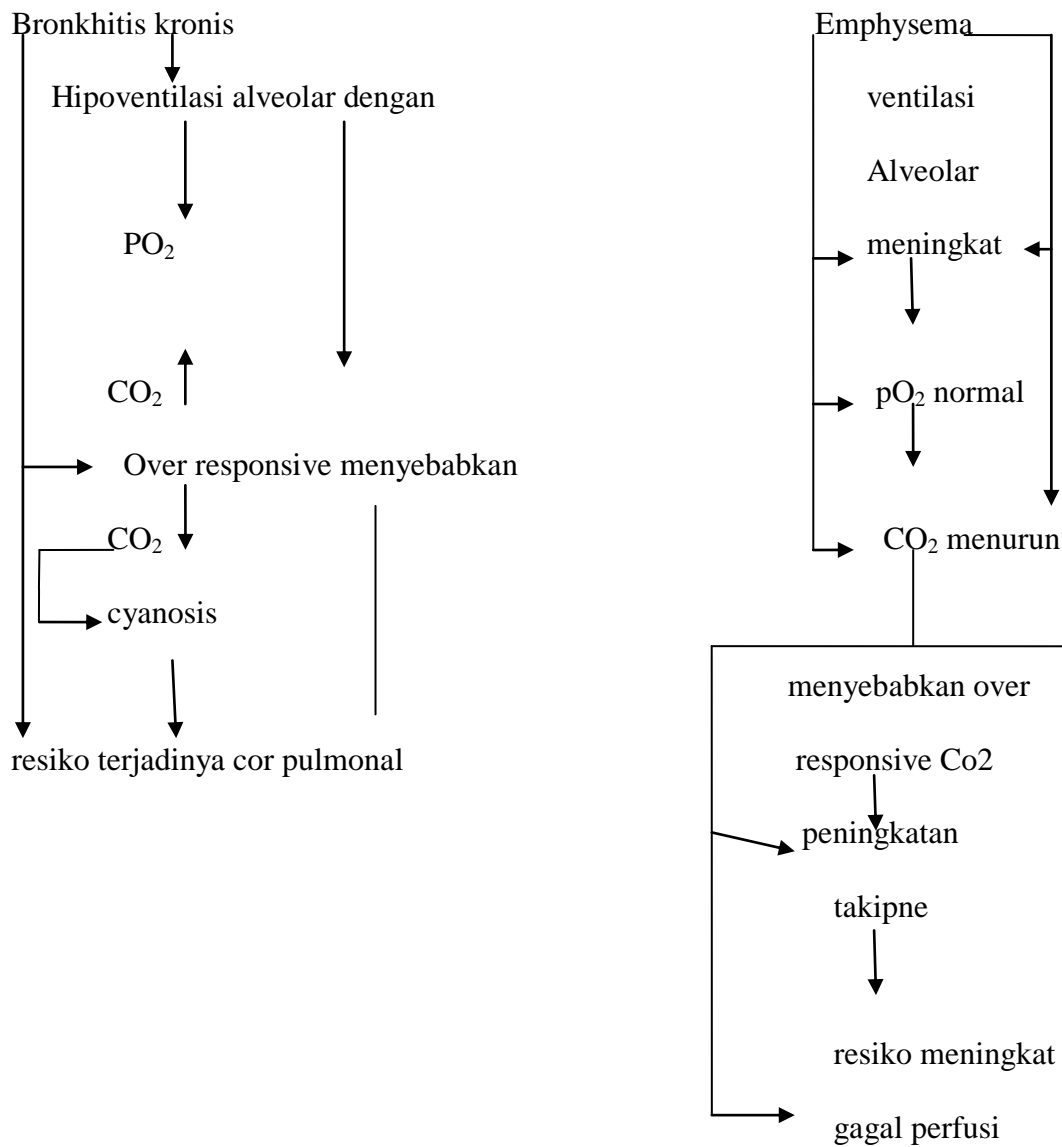 Bronkhitis kronis
Hipoventilasi alveolar dengan
PO₂
CO₂
Over responsive menyebabkan
CO₂
cyanosis
resiko terjadinya cor pulmonal
Emphysema
ventilasi
Alveolar
meningkat
pO₂ normal
CO₂ menurun
menyebabkan over
responsive Co2
peningkatan
takipne
resiko meningkat
gagal perfusi